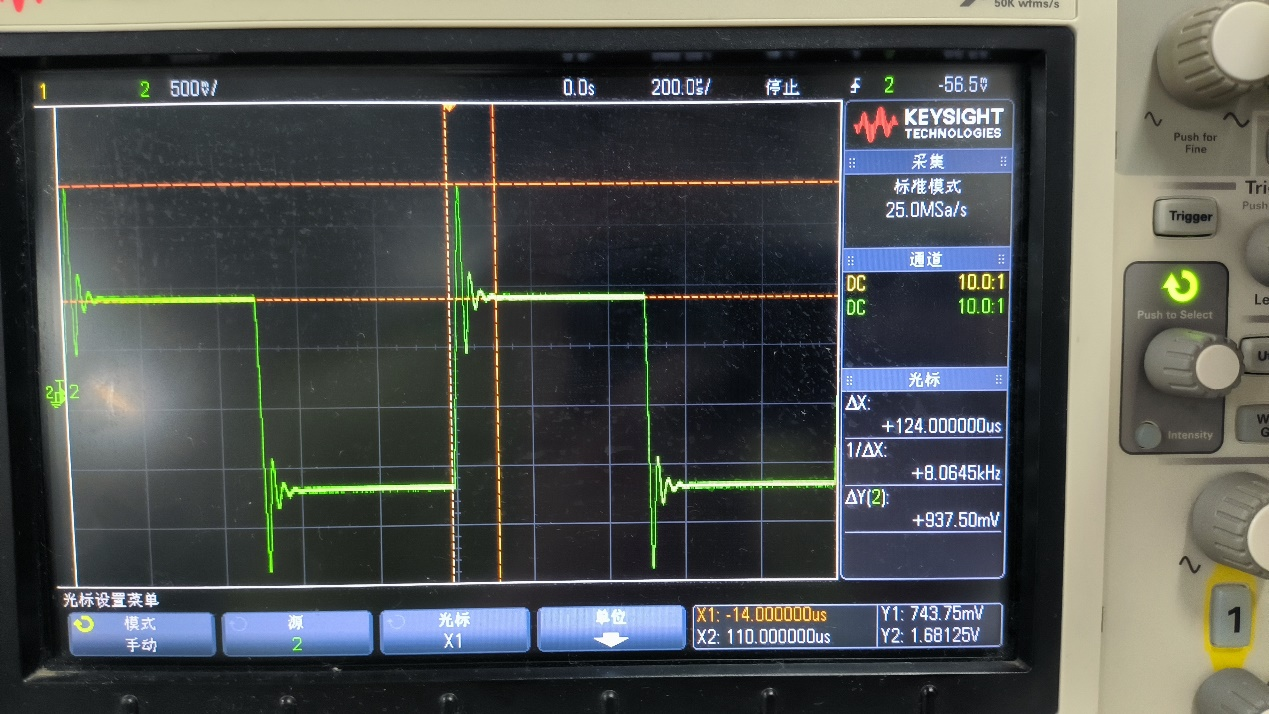 50K wfms/s
1 2 500mV/ 0.0s 200.0us/ 停止 2 -56.5mV
KEYSIGHT
TECHNOLOGIES
采集
标准模式
25.0MSa/s
通道
DC 10.0:1
DC 10.0:1
光标
ΔX:
+124.000000us
1/ΔX:
+8.0645kHz
ΔY(2):
+937.50mV
2
光标设置菜单
模式
手动
源
2
光标
X1
单位
X1: -14.000000us
X2: 110.000000us
Y1: 743.75mV
Y2: 1.68125V
Push for
Fine
Trigger
Push to Select
Intensity
1